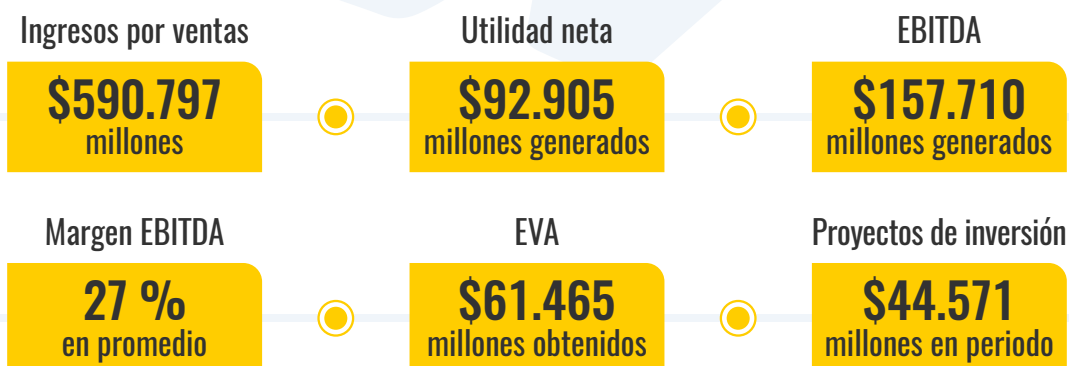 Ingresos por ventas
$590.797
millones
Utilidad neta
$92.905
millones generados
EBITDA
$157.710
millones generados
Margen EBITDA
27 %
en promedio
EVA
$61.465
millones obtenidos
Proyectos de inversión
$44.571
millones en periodo